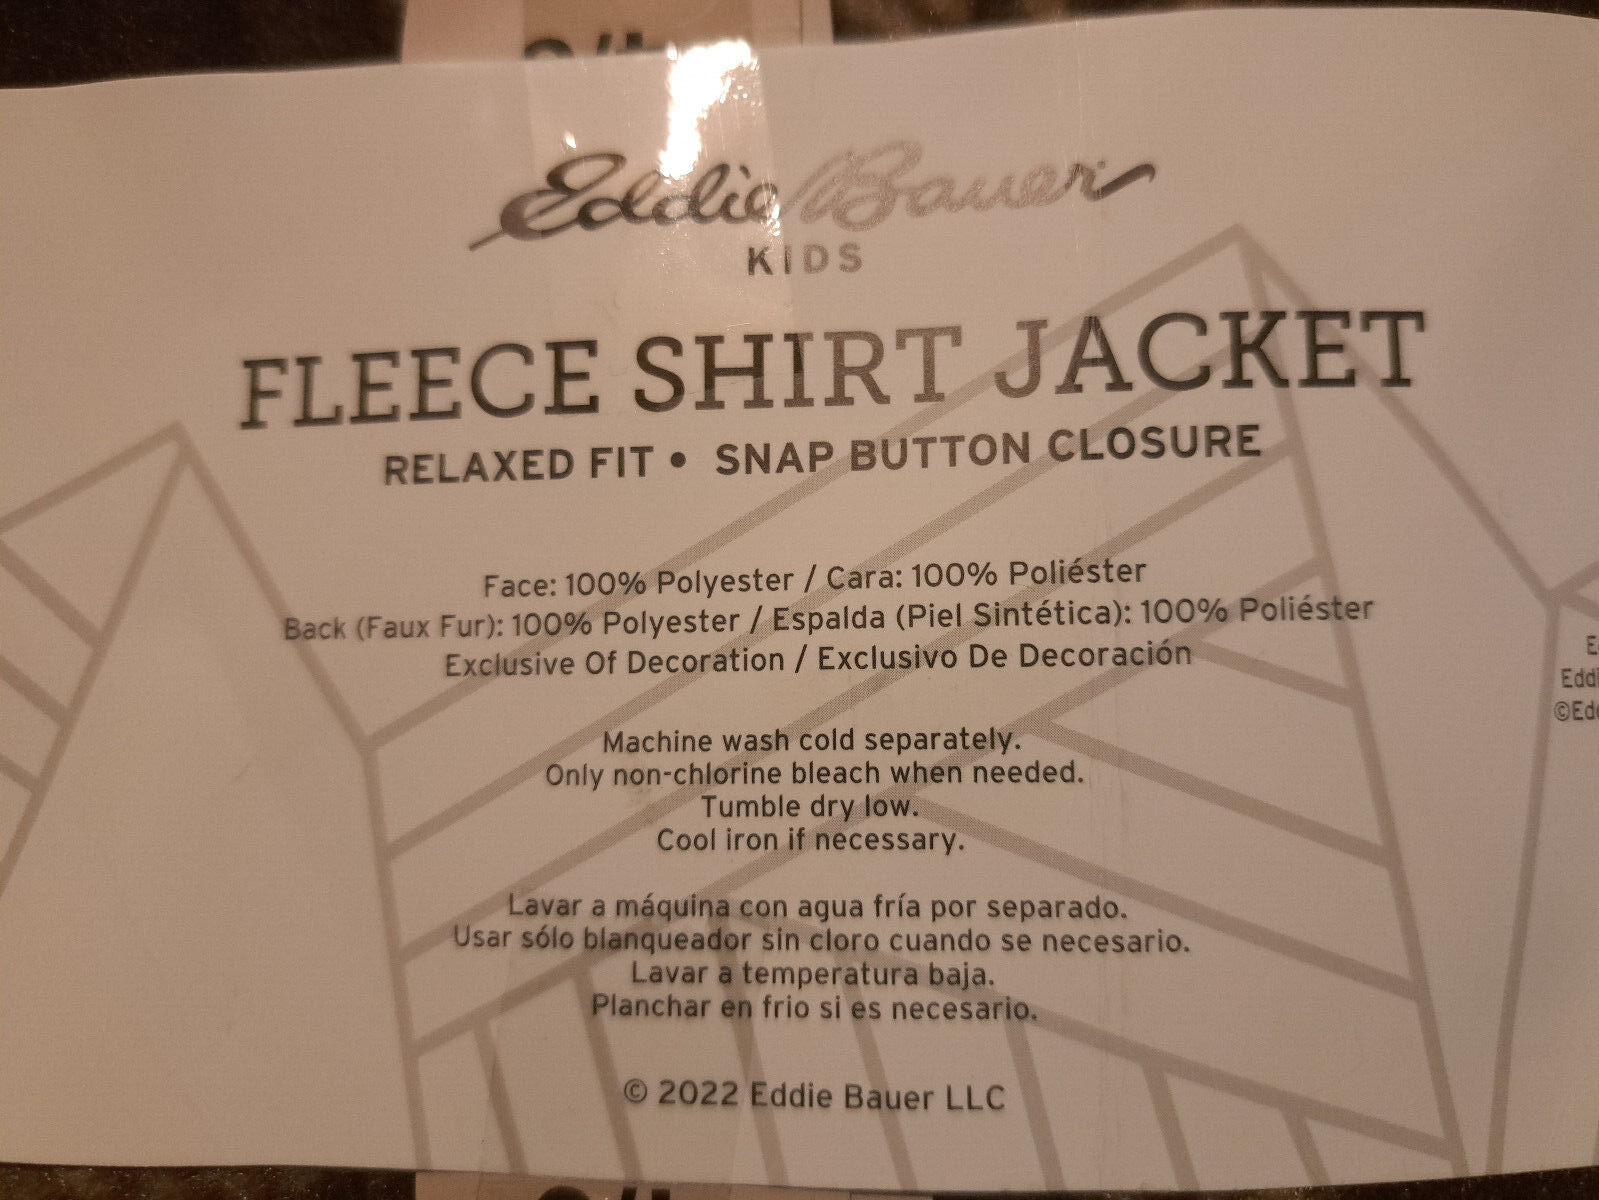 Eddie Bauer
KIDS
FLEECE SHIRT JACKET
RELAXED FIT • SNAP BUTTON CLOSURE
Face: 100% Polyester / Cara: 100% Poliéster
Back (Faux Fur): 100% Polyester / Espalda (Piel Sintética): 100% Poliéster
Exclusive Of Decoration / Exclusivo De Decoración
Machine wash cold separately.
Only non-chlorine bleach when needed.
Tumble dry low.
Cool iron if necessary.
Lavar a máquina con agua fría por separado.
Usar sólo blanqueador sin cloro cuando se necesario.
Lavar a temperatura baja.
Planchar en frio si es necesario.
© 2022 Eddie Bauer LLC